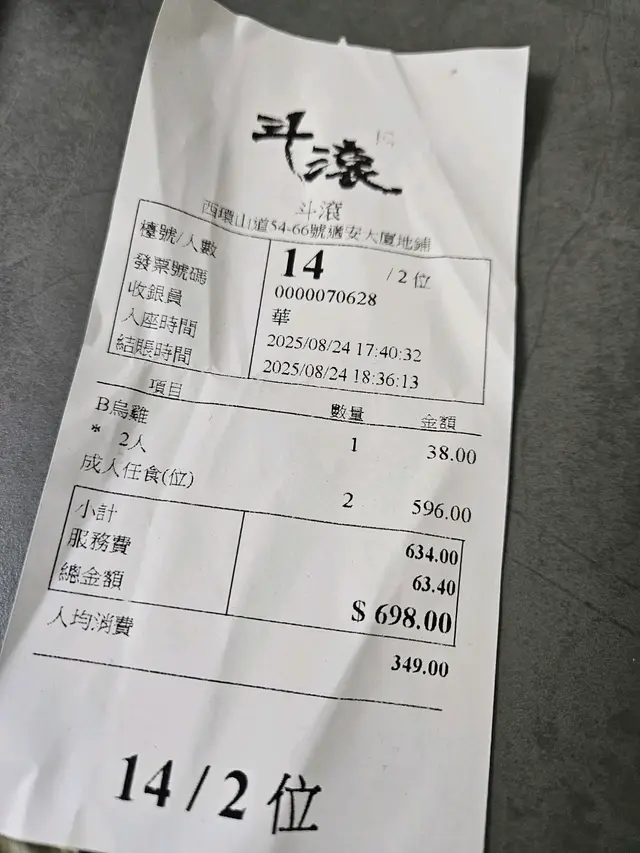 斗滾
斗滾
西環山道54-66號遇安大廈地鋪
檯號/人數 14 / 2 位
發票號碼 0000070628
收銀員 華
入座時間 2025/08/24 17:40:32
結賬時間 2025/08/24 18:36:13
項目 數量 金額
B烏雞 1 38.00
* 2人
成人任食(位) 2 596.00
小計 634.00
服務費 63.40
總金額 $ 698.00
人均消費 349.00
14 / 2 位